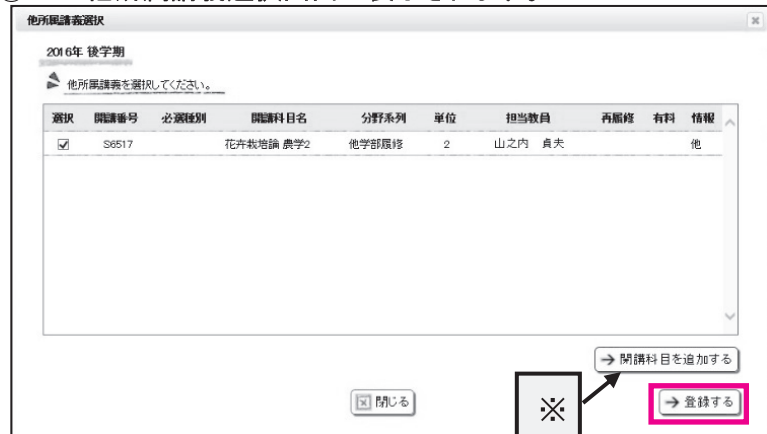 他所属講義選択
2016年 後学期
他所属講義を選択してください。
選択 開講番号 必選種別 開講科目名 分野系列 単位 担当教員 再履修 有料 情報
S6517 花卉栽培論 農学2 他学部履修 2 山之内 貞夫 他
→ 開講科目を追加する
閉じる ※ → 登録する